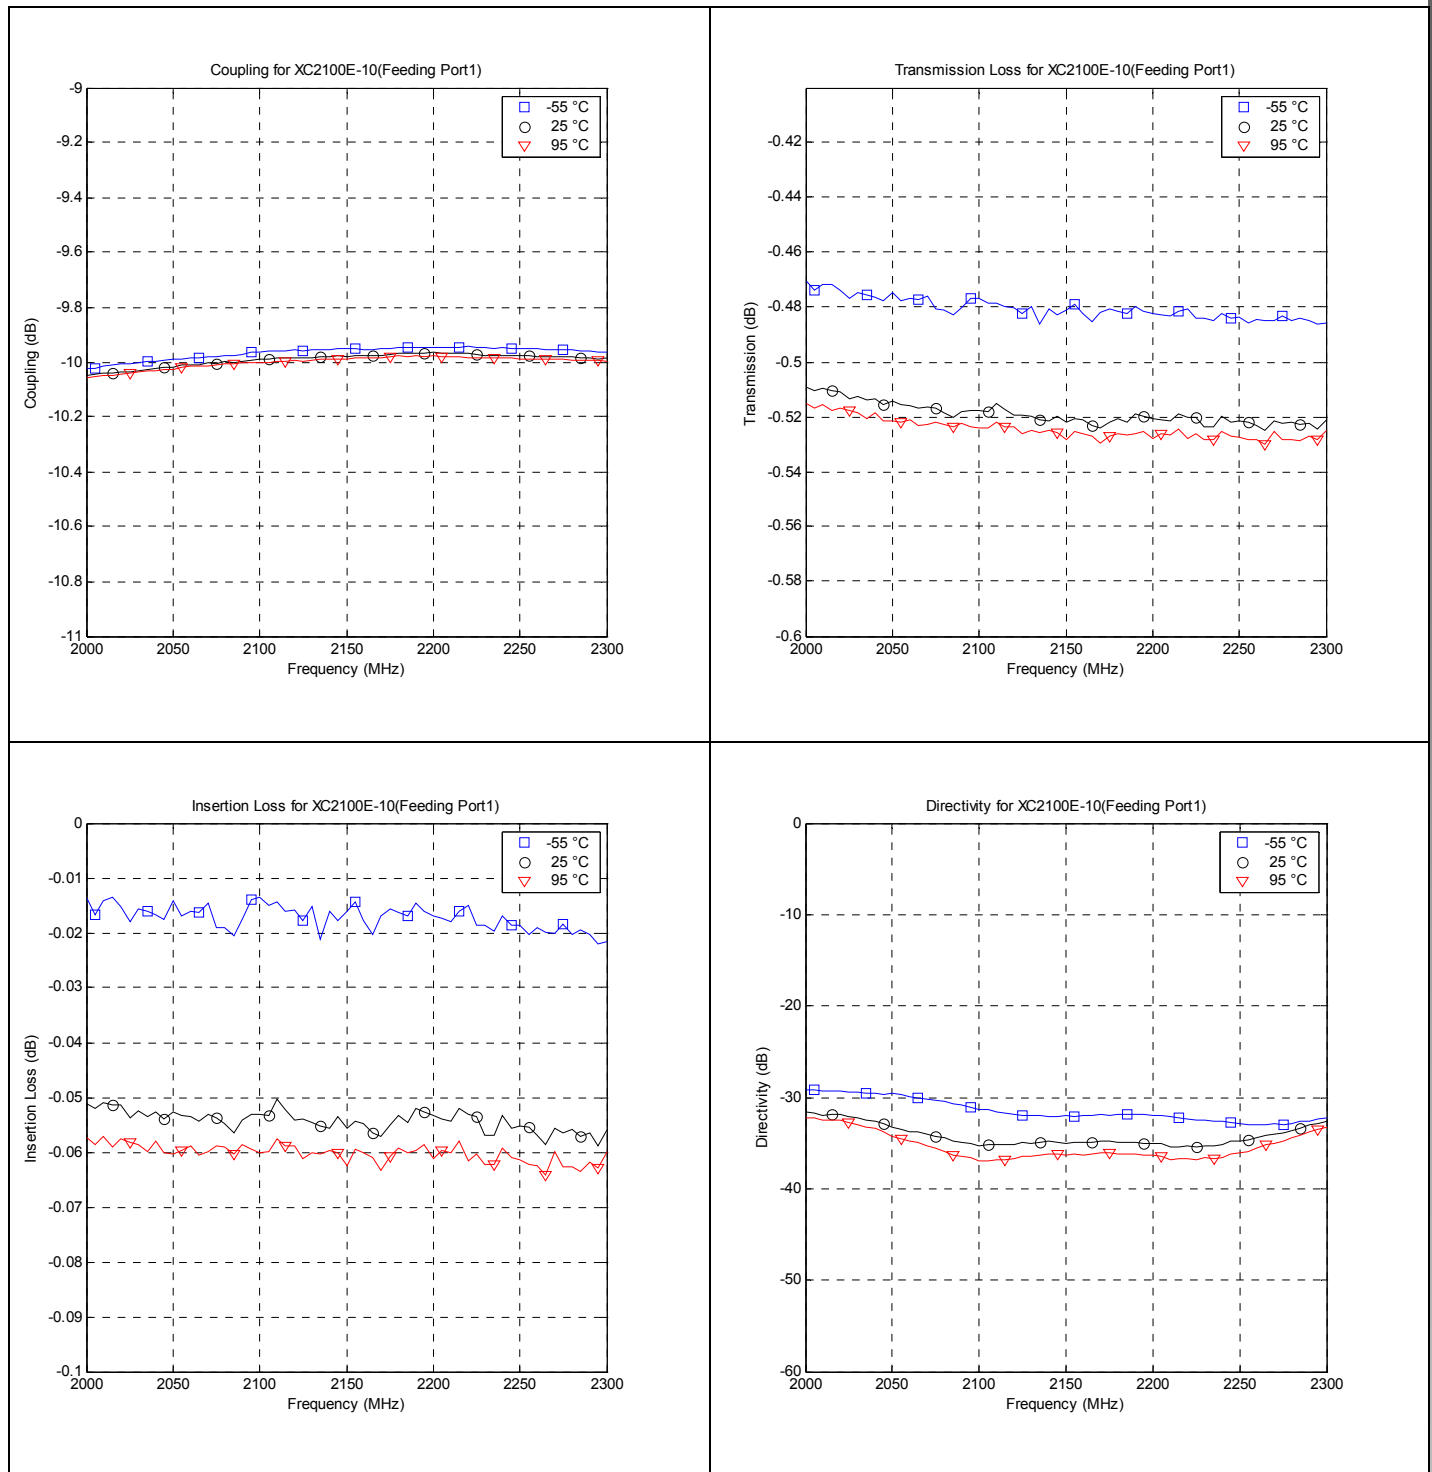 Coupling for XC2100E-10(Feeding Port1)
-9
-9.2
-9.4
-9.6
-9.8
-10
-10.2
-10.4
-10.6
-10.8
-11
Coupling (dB)
-55 °C
25 °C
95 °C
2000 2050 2100 2150 2200 2250 2300
Frequency (MHz)
Transmission Loss for XC2100E-10(Feeding Port1)
-0.42
-0.44
-0.46
-0.48
-0.5
-0.52
-0.54
-0.56
-0.58
-0.6
Transmission (dB)
-55 °C
25 °C
95 °C
2000 2050 2100 2150 2200 2250 2300
Frequency (MHz)
Insertion Loss for XC2100E-10(Feeding Port1)
0
-0.01
-0.02
-0.03
-0.04
-0.05
-0.06
-0.07
-0.08
-0.09
-0.1
Insertion Loss (dB)
-55 °C
25 °C
95 °C
2000 2050 2100 2150 2200 2250 2300
Frequency (MHz)
Directivity for XC2100E-10(Feeding Port1)
0
-10
-20
-30
-40
-50
-60
Directivity (dB)
-55 °C
25 °C
95 °C
2000 2050 2100 2150 2200 2250 2300
Frequency (MHz)